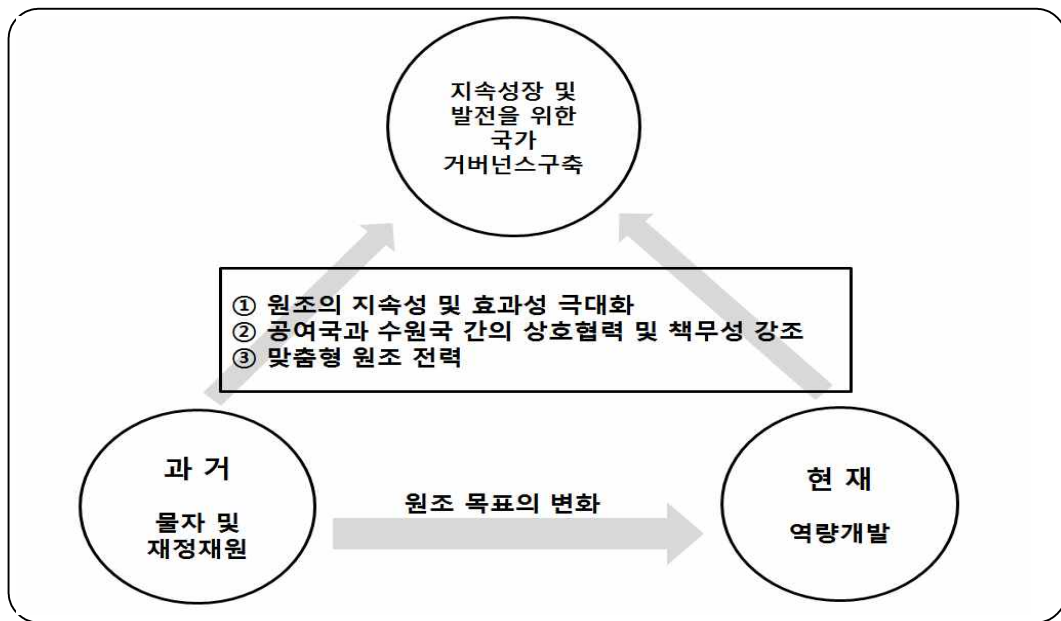 지속성장 및
발전을 위한
국가
거버넌스구축
① 원조의 지속성 및 효과성 극대화
② 공여국과 수원국 간의 상호협력 및 책무성 강조
③ 맞춤형 원조 전력
과 거
물자 및
재정재원
원조 목표의 변화
현 재
역량개발